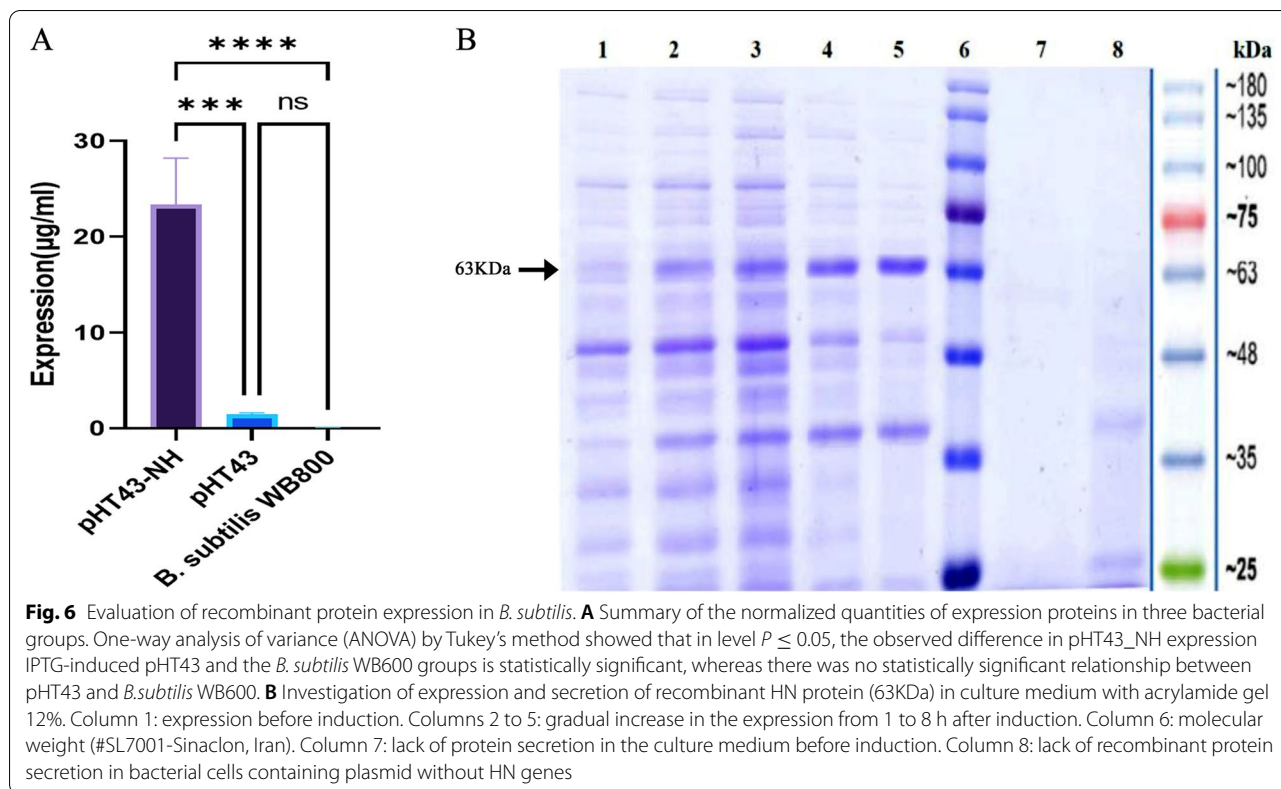 A
B
****
***
ns
30
20
10
0
Expression(µg/ml)
pHT43-NH
pHT43
B. subtilis WB800
1 2 3 4 5 6 7 8 kDa
63KDa
~180
~135
~100
~75
~63
~48
~35
~25
Fig. 6 Evaluation of recombinant protein expression in B. subtilis. A Summary of the normalized quantities of expression proteins in three bacterial
groups. One-way analysis of variance (ANOVA) by Tukey's method showed that in level P ≤ 0.05, the observed difference in pHT43_NH expression
IPTG-induced pHT43 and the B. subtilis WB600 groups is statistically significant, whereas there was no statistically significant relationship between
pHT43 and B.subtilis WB600. B Investigation of expression and secretion of recombinant HN protein (63KDa) in culture medium with acrylamide gel
12%. Column 1: expression before induction. Columns 2 to 5: gradual increase in the expression from 1 to 8 h after induction. Column 6: molecular
weight (#SL7001-Sinaclon, Iran). Column 7: lack of protein secretion in the culture medium before induction. Column 8: lack of recombinant protein
secretion in bacterial cells containing plasmid without HN genes